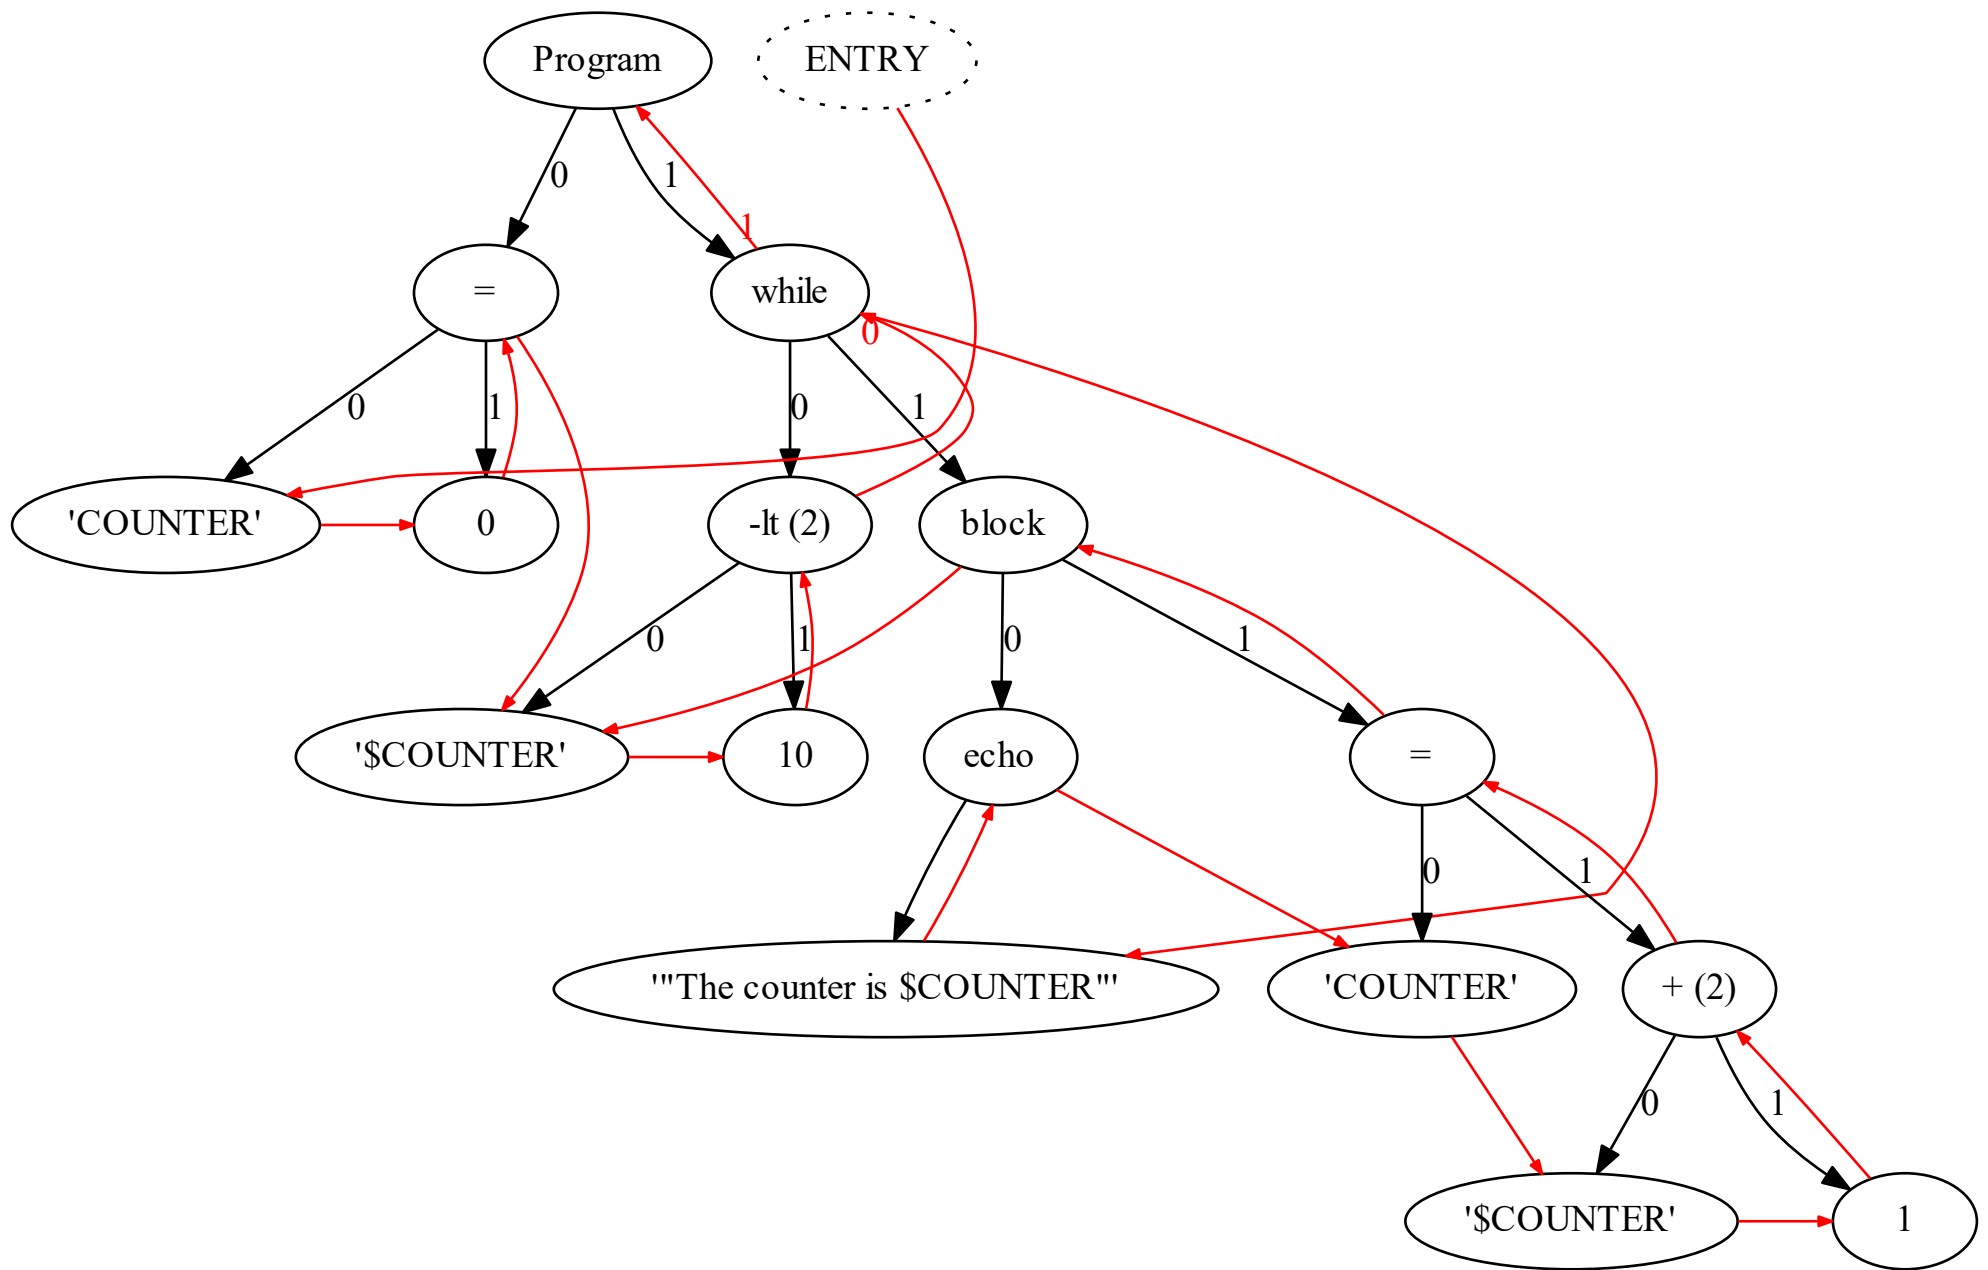 Program
ENTRY
0
1
1
=
while
0
0
1
0
1
'COUNTER'
0
-lt (2)
block
0
1
0
1
'$COUNTER'
10
echo
=
0
1
'"The counter is $COUNTER"'
'COUNTER'
+ (2)
0
1
'$COUNTER'
1